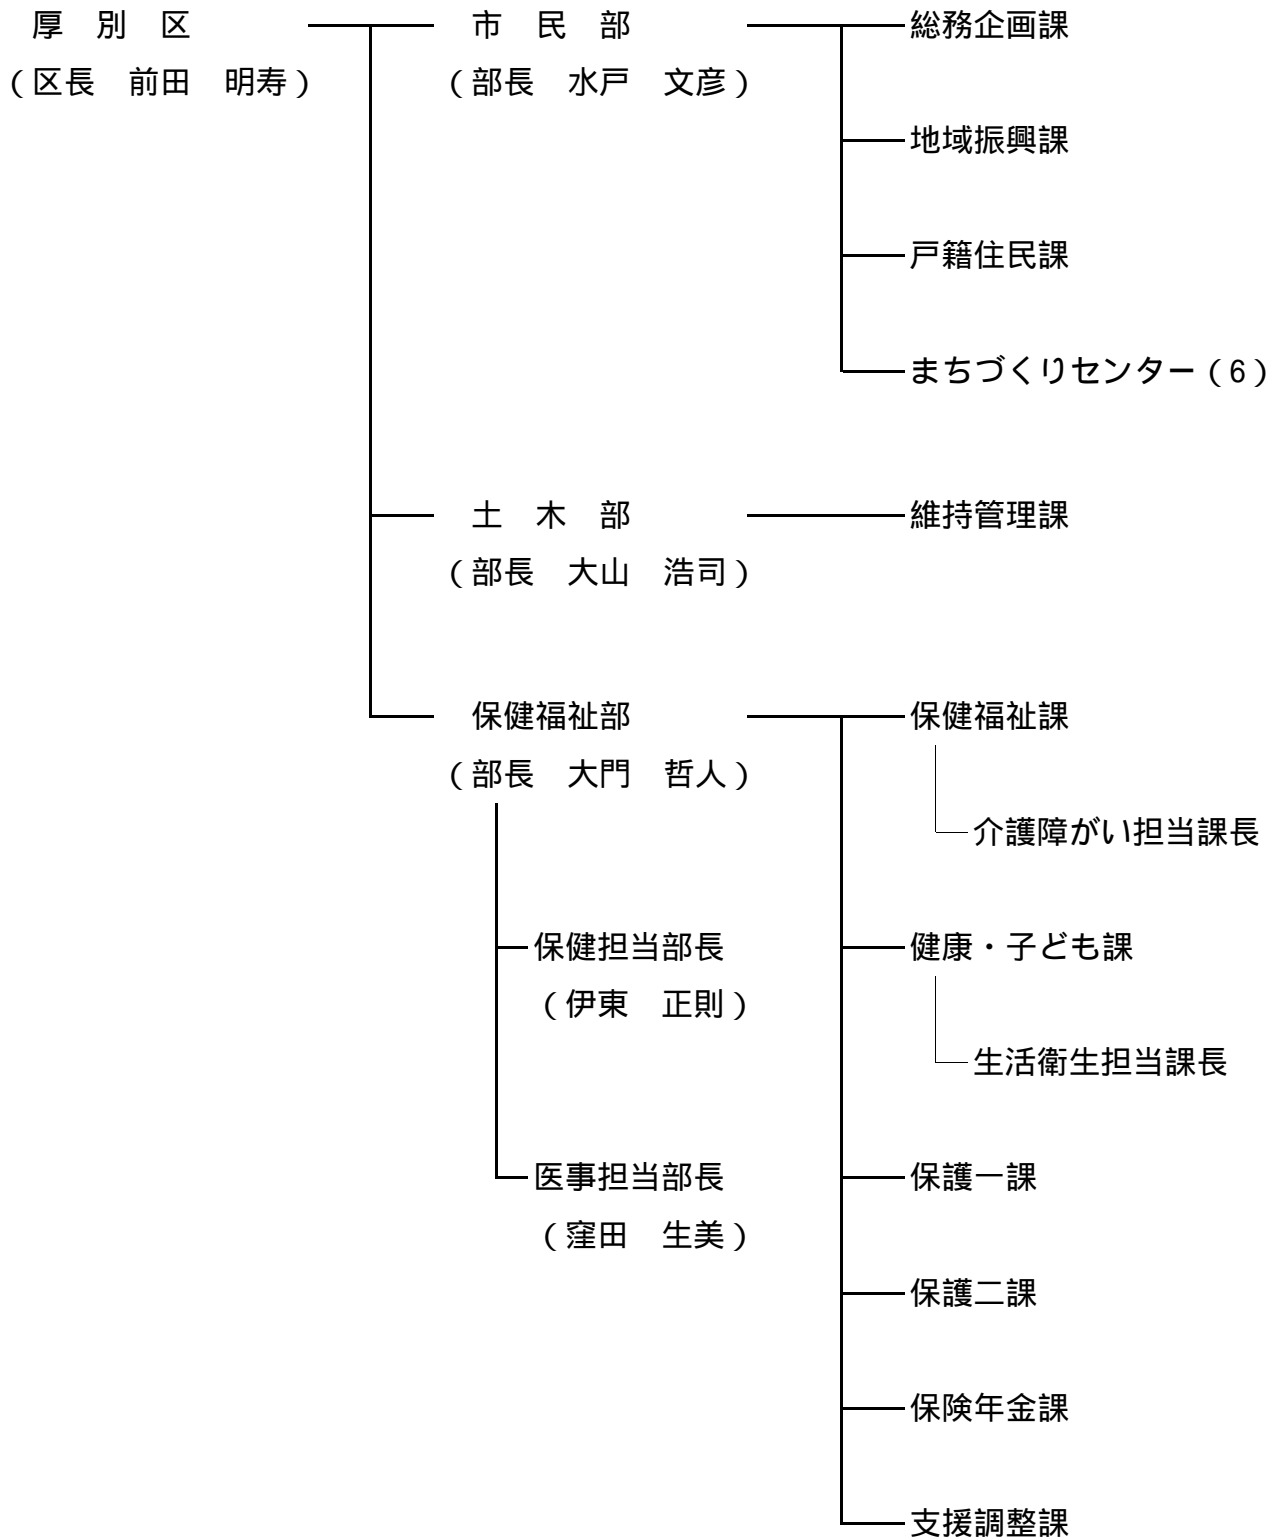 厚　別　区
（区長　前田　明寿）
市　民　部
（部長　水戸　文彦）
総務企画課
地域振興課
戸籍住民課
まちづくりセンター（6）
土　木　部
（部長　大山　浩司）
維持管理課
保健福祉部
（部長　大門　哲人）
保健担当部長
（伊東　正則）
医事担当部長
（窪田　生美）
保健福祉課
介護障がい担当課長
健康・子ども課
生活衛生担当課長
保護一課
保護二課
保険年金課
支援調整課